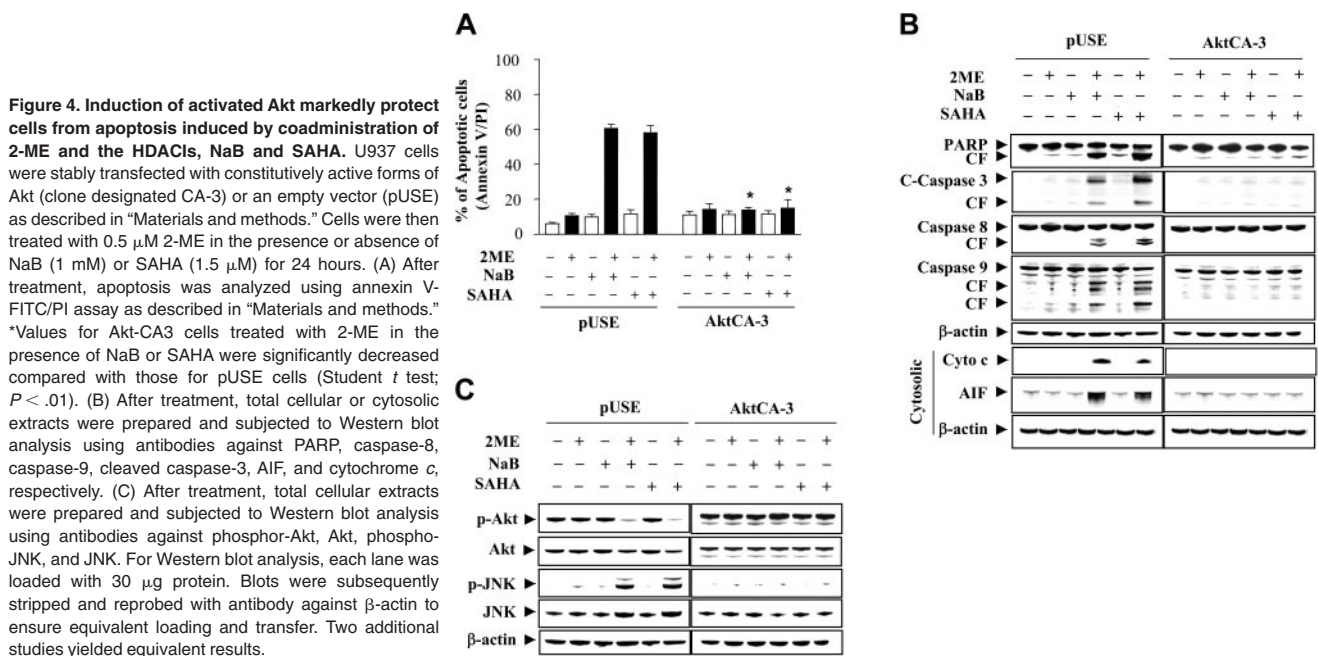 Figure 4. Induction of activated Akt markedly protect
cells from apoptosis induced by coadministration of
2-ME and the HDACIs, NaB and SAHA. U937 cells
were stably transfected with constitutively active forms of
Akt (clone designated CA-3) or an empty vector (pUSE)
as described in “Materials and methods.” Cells were then
treated with 0.5 μM 2-ME in the presence or absence of
NaB (1 mM) or SAHA (1.5 μM) for 24 hours. (A) After
treatment, apoptosis was analyzed using annexin V-
FITC/PI assay as described in “Materials and methods.”
*Values for Akt-CA3 cells treated with 2-ME in the
presence of NaB or SAHA were significantly decreased
compared with those for pUSE cells (Student t test;
P < .01). (B) After treatment, total cellular or cytosolic
extracts were prepared and subjected to Western blot
analysis using antibodies against PARP, caspase-8,
caspase-9, cleaved caspase-3, AIF, and cytochrome c,
respectively. (C) After treatment, total cellular extracts
were prepared and subjected to Western blot analysis
using antibodies against phosphor-Akt, Akt, phospho-
JNK, and JNK. For Western blot analysis, each lane was
loaded with 30 μg protein. Blots were subsequently
stripped and reprobed with antibody against β-actin to
ensure equivalent loading and transfer. Two additional
studies yielded equivalent results.
A
% of Apoptotic cells
(Annexin V/PI)
100
80
60
40
20
0
* *
2ME − + − + − + − + − + − +
NaB − − + + − − − − + + − −
SAHA − − − − + + − − − − + +
pUSE AktCA-3
B
pUSE AktCA-3
2ME − + − + − + − + − + − +
NaB − − + + − − − − + + − −
SAHA − − − − + + − − − − + +
PARP
CF
C-Caspase 3
CF
Caspase 8
CF
Caspase 9
CF
CF
β-actin
Cytosolic
Cyto c
AIF
β-actin
C
pUSE AktCA-3
2ME − + − + − + − + − + − +
NaB − − + + − − − − + + − −
SAHA − − − − + + − − − − + +
p-Akt
Akt
p-JNK
JNK
β-actin